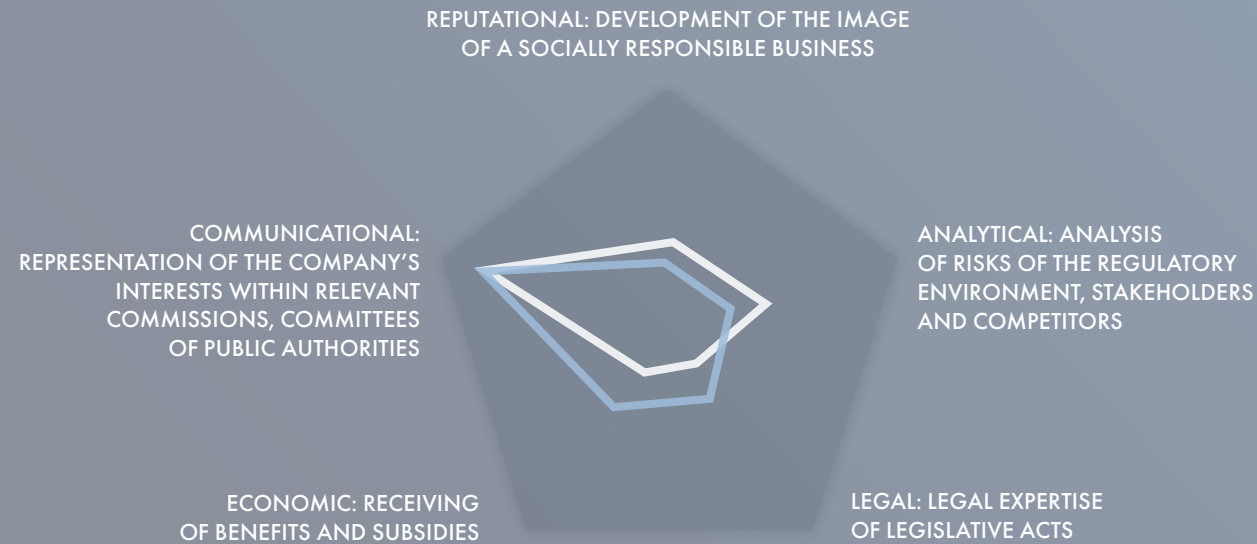 REPUTATIONAL: DEVELOPMENT OF THE IMAGE
OF A SOCIALLY RESPONSIBLE BUSINESS
COMMUNICATIONAL:
REPRESENTATION OF THE COMPANY'S
INTERESTS WITHIN RELEVANT
COMMISSIONS, COMMITTEES
OF PUBLIC AUTHORITIES
ANALYTICAL: ANALYSIS
OF RISKS OF THE REGULATORY
ENVIRONMENT, STAKEHOLDERS
AND COMPETITORS
ECONOMIC: RECEIVING
OF BENEFITS AND SUBSIDIES
LEGAL: LEGAL EXPERTISE
OF LEGISLATIVE ACTS